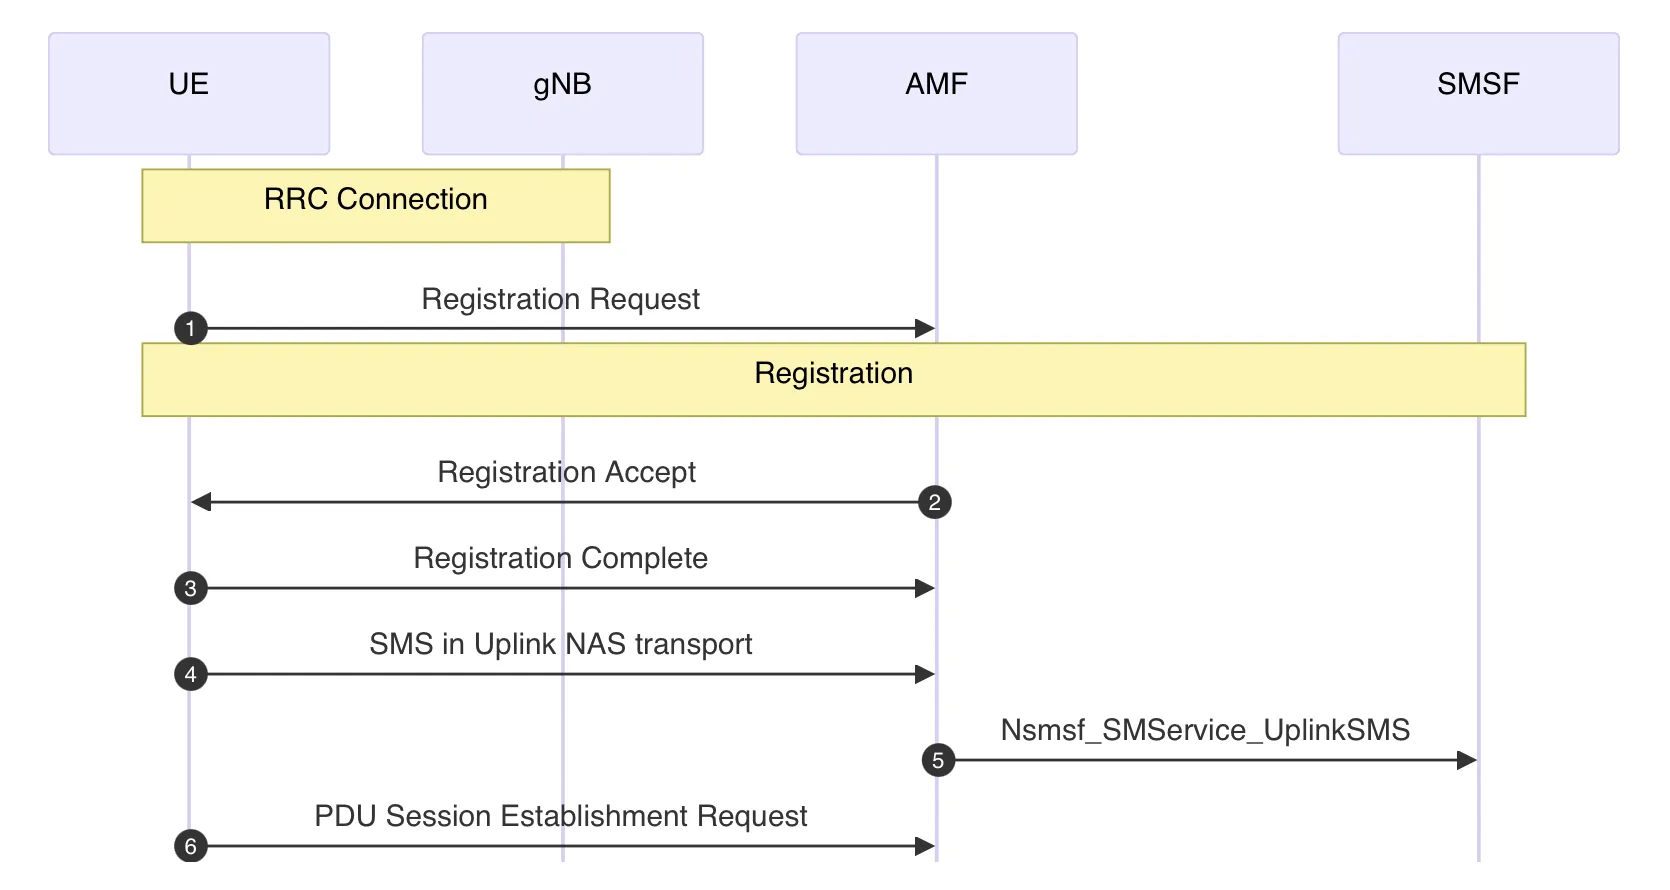 UE
gNB
AMF
SMSF
RRC Connection
Registration Request
1
Registration
Registration Accept
2
Registration Complete
3
SMS in Uplink NAS transport
4
Nsmsf_SMService_UplinkSMS
5
PDU Session Establishment Request
6